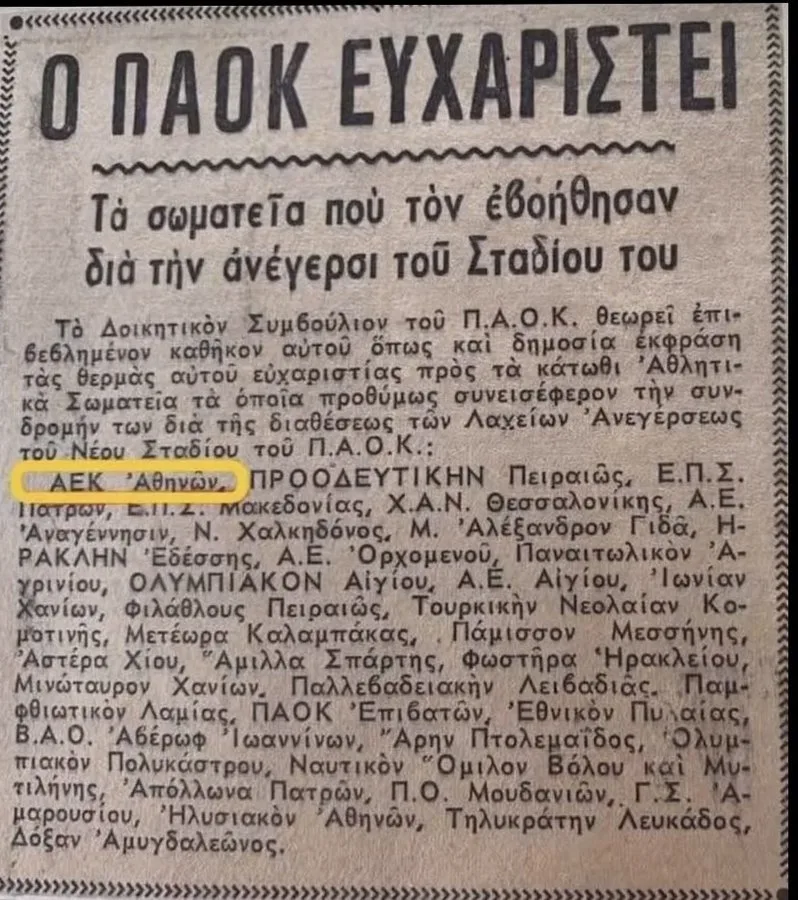 Ο ΠΑΟΚ ΕΥΧΑΡΙΣΤΕΙ
Τὰ σωματεῖα ποὺ τὸν ἐβοήθησαν
διὰ τὴν ἀνέγερσι τοῦ Σταδίου του
Τὸ Δοικητικὸν Συμβούλιον τοῦ Π.Α.Ο.Κ. θεωρεῖ ἐπι-
βεβλημένον καθῆκον αὐτοῦ ὅπως καὶ δημοσία ἐκφράση
τὰς θερμὰς αὐτοῦ εὐχαριστίας πρὸς τὰ κάτωθι Ἀθλητι-
κὰ Σωματεῖα τὰ ὁποῖα προθύμως συνεισέφερον τὴν συν-
δρομήν των διὰ τῆς διαθέσεως τῶν Λαχείων Ἀνεγέρσεως
τοῦ Νέου Σταδίου τοῦ Π.Α.Ο.Κ.:
ΑΕΚ Ἀθηνῶν, ΠΡΟΟΔΕΥΤΙΚΗΝ Πειραιῶς, Ε.Π.Σ.
Πατρῶν, Ε.Π.Σ. Μακεδονίας, Χ.Α.Ν. Θεσσαλονίκης, Α.Ε.
Ἀναγέννησιν, Ν. Χαλκηδόνος, Μ. Ἀλέξανδρον Γιδᾶ, Η-
ΡΑΚΛΗΝ Ἐδέσσης, Α.Ε. Ὀρχομενοῦ, Παναιτωλικὸν Ἀ-
γρινίου, ΟΛΥΜΠΙΑΚΟΝ Αἰγίου, Α.Ε. Αἰγίου, Ἰωνίαν
Χανίων, Φιλάθλους Πειραιῶς, Τουρκικὴν Νεολαίαν Κο-
μοτινῆς, Μετέωρα Καλαμπάκας, Πάμισσον Μεσσήνης,
Ἀστέρα Χίου, Ἅμιλλα Σπάρτης, Φωστῆρα Ἡρακλείου,
Μινώταυρον Χανίων, Παλλεβαδειακὴν Λειβαδιᾶς, Παμ-
φθιωτικὸν Λαμίας, ΠΑΟΚ Ἐπιβατῶν, Ἐθνικὸν Πυλαίας,
Β.Α.Ο. Ἀβέρωφ Ἰωαννίνων, Ἄρην Πτολεμαΐδος, Ὀλυμ-
πιακὸν Πολυκάστρου, Ναυτικὸν Ὅμιλον Βόλου καὶ Μυ-
τιλήνης, Ἀπόλλωνα Πατρῶν, Π.Ο. Μουδανιῶν, Γ.Σ. Ἀ-
μαρουσίου, Ἠλυσιακὸν Ἀθηνῶν, Τηλυκράτην Λευκάδος,
Δόξαν Ἀμυγδαλεῶνος.